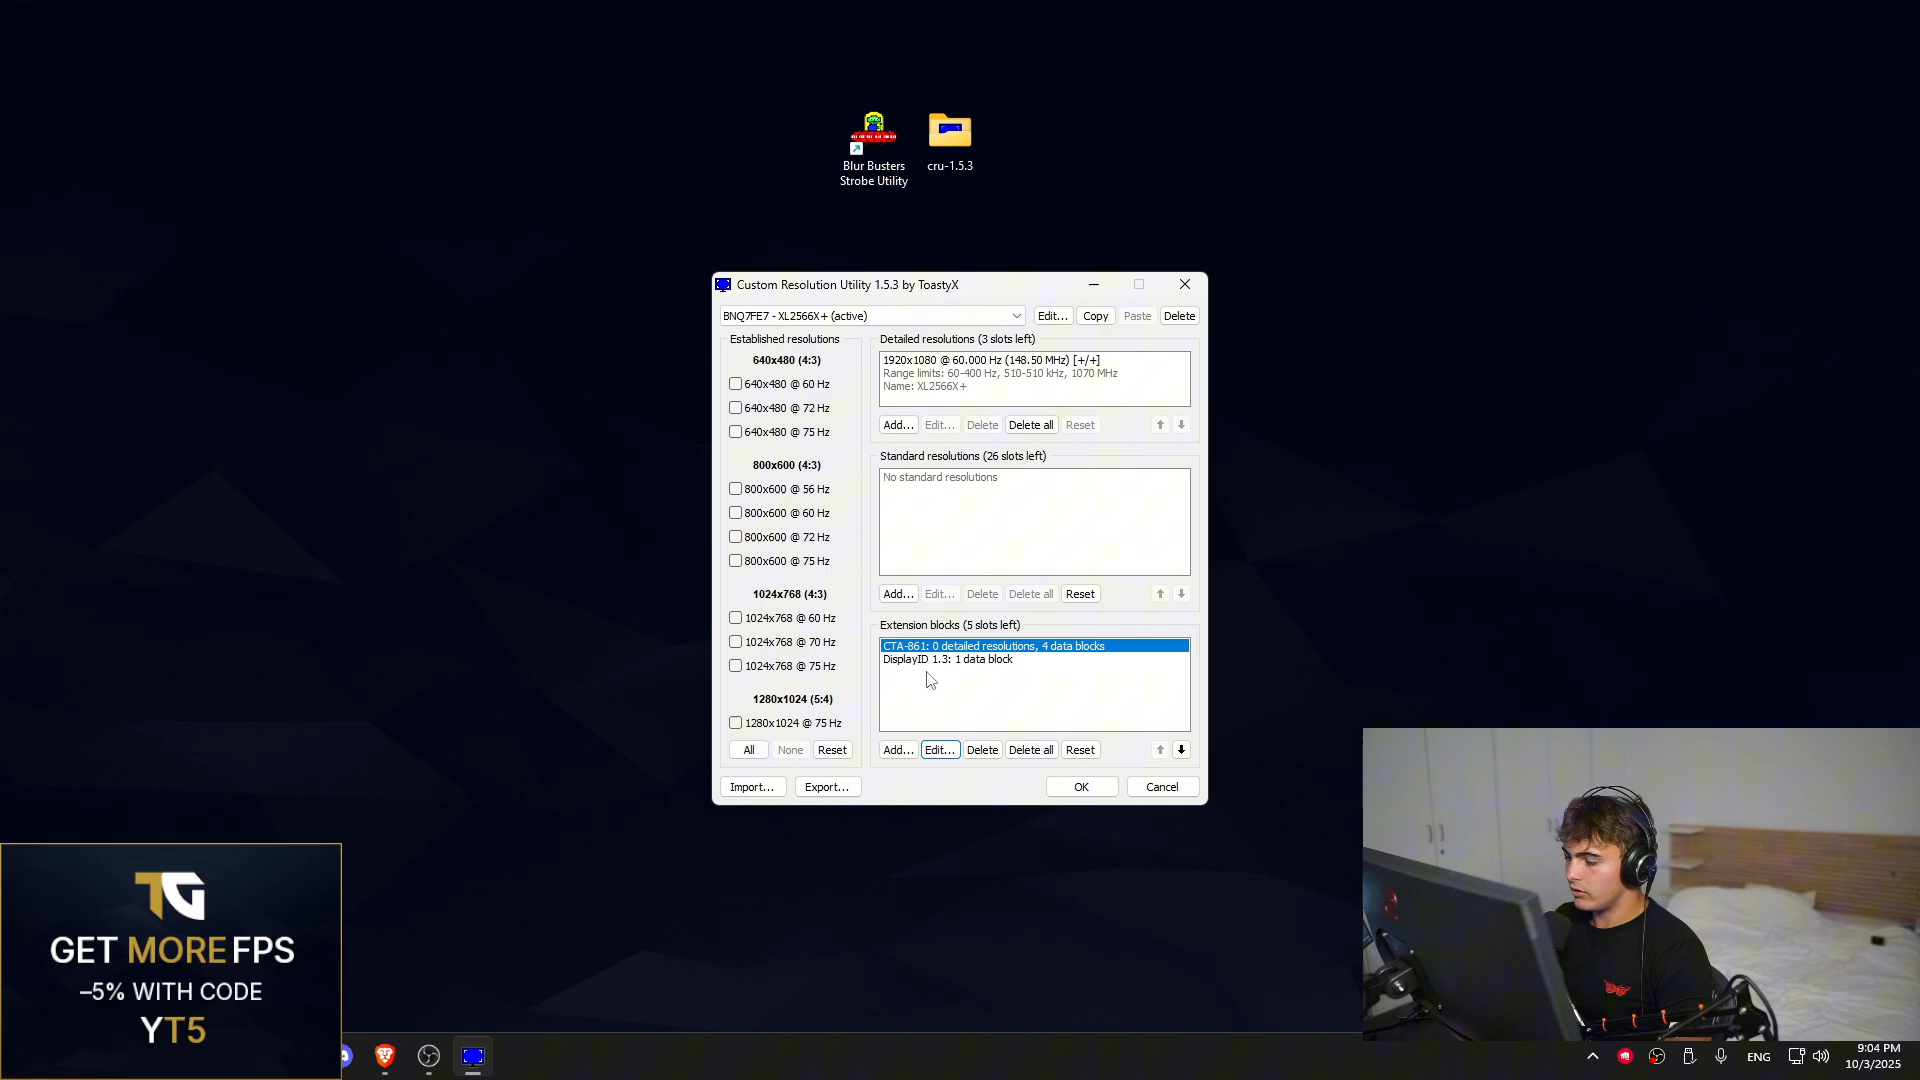 Blur Busters
Strobe Utility
cru-1.5.3
Custom Resolution Utility 1.5.3 by ToastyX
BNQ7FE7 - XL2566X+ (active)
Edit...
Copy
Paste
Delete
Established resolutions
640x480 (4:3)
640x480 @ 60 Hz
640x480 @ 72 Hz
640x480 @ 75 Hz
800x600 (4:3)
800x600 @ 56 Hz
800x600 @ 60 Hz
800x600 @ 72 Hz
800x600 @ 75 Hz
1024x768 (4:3)
1024x768 @ 60 Hz
1024x768 @ 70 Hz
1024x768 @ 75 Hz
1280x1024 (5:4)
1280x1024 @ 75 Hz
All
None
Reset
Detailed resolutions (3 slots left)
1920x1080 @ 60.000 Hz (148.50 MHz) [+/+]
Range limits: 60-400 Hz, 510-510 kHz, 1070 MHz
Name: XL2566X+
Add...
Edit...
Delete
Delete all
Reset
Standard resolutions (26 slots left)
No standard resolutions
Add...
Edit...
Delete
Delete all
Reset
Extension blocks (5 slots left)
CTA-861: 0 detailed resolutions, 4 data blocks
DisplayID 1.3: 1 data block
Add...
Edit...
Delete
Delete all
Reset
Import...
Export...
OK
Cancel
TG
GET MORE FPS
–5% WITH CODE
YT5
ENG
9:04 PM
10/3/2025